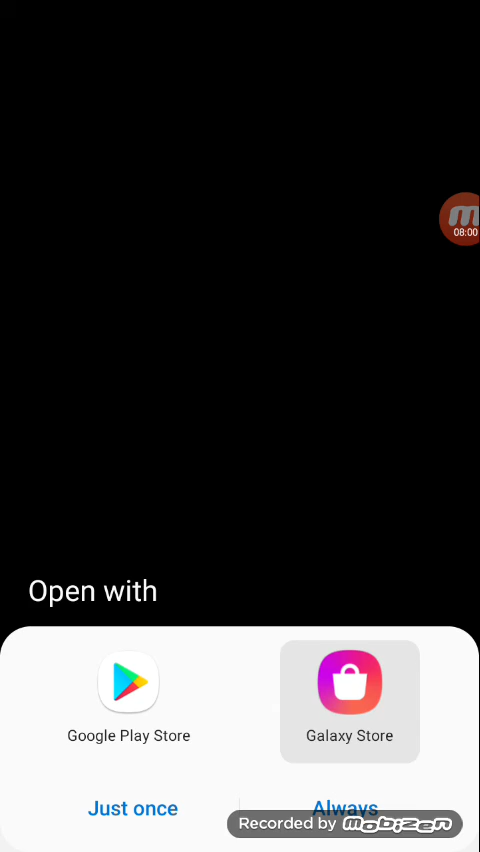 08:00
Open with
Google Play Store
Galaxy Store
Just once
Always
Recorded by mobizen